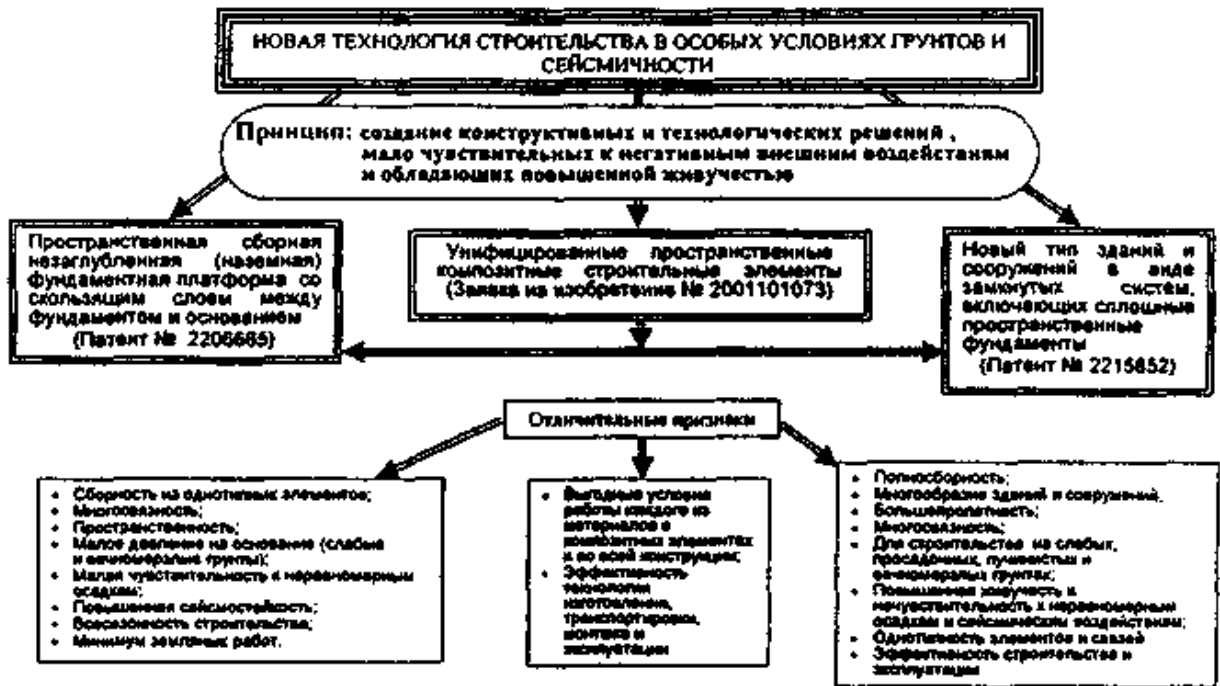 НОВАЯ ТЕХНОЛОГИЯ СТРОИТЕЛЬСТВА В ОСОБЫХ УСЛОВИЯХ ГРУНТОВ И
СЕЙСМИЧНОСТИ
Принцип: создание конструктивных и технологических решений ,
мало чувствительных к негативным внешним воздействиям
и обладающих повышенной живучестью
Пространственная сборная
незаглубленная (наземная)
фундаментная платформа со
скользящим слоем между
фундаментом и основанием
(Патент № 2206665)
Унифицированные пространственные
композитные строительные элементы
(Заявка на изобретение № 2001101073)
Новый тип зданий и
сооружений в виде
замкнутых систем,
включающих сплошные
пространственные
фундаменты
(Патент № 2215852)
Отличительные признаки
• Сборность из однотипных элементов;
• Многосвязность;
• Пространственность;
• Малое давление на основание (слабые
и вечномерзлые грунты);
• Малая чувствительность к неравномерным
осадкам;
• Повышенная сейсмостойкость;
• Всесезонность строительства;
• Минимум земляных работ.
• Выгодные условия
работы каждого из
материалов в
композитных элементах
и во всей конструкции;
• Эффективность
технологии
изготовления,
транспортировки,
монтажа и
эксплуатации
• Полносборность;
• Многообразие зданий и сооружений,
• Большепролетность;
• Многосвязность;
• Для строительства на слабых,
просадочных, пучинистых и
вечномерзлых грунтах;
• Повышенная живучесть и
нечувствительность к неравномерным
осадкам и сейсмическим воздействиям;
• Однотипность элементов и связей
• Эффективность строительства и
эксплуатации